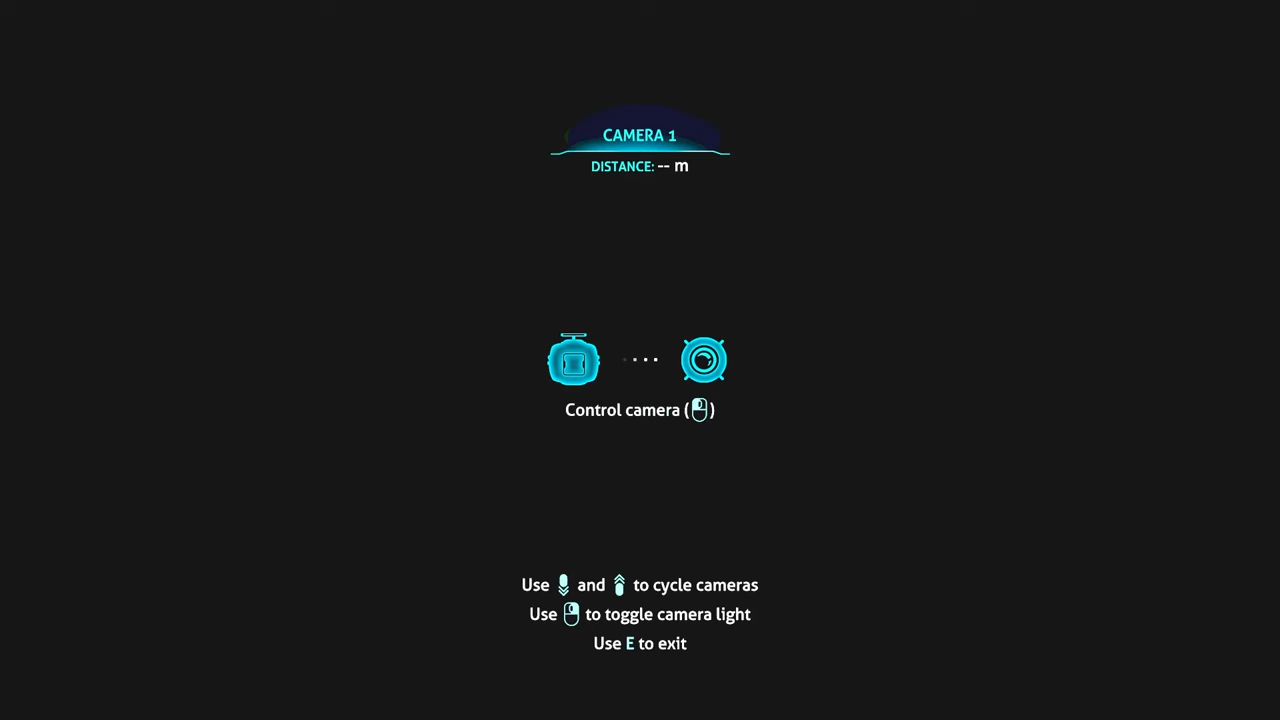 CAMERA 1
DISTANCE: -- m
Control camera ( )
Use and to cycle cameras
Use to toggle camera light
Use E to exit